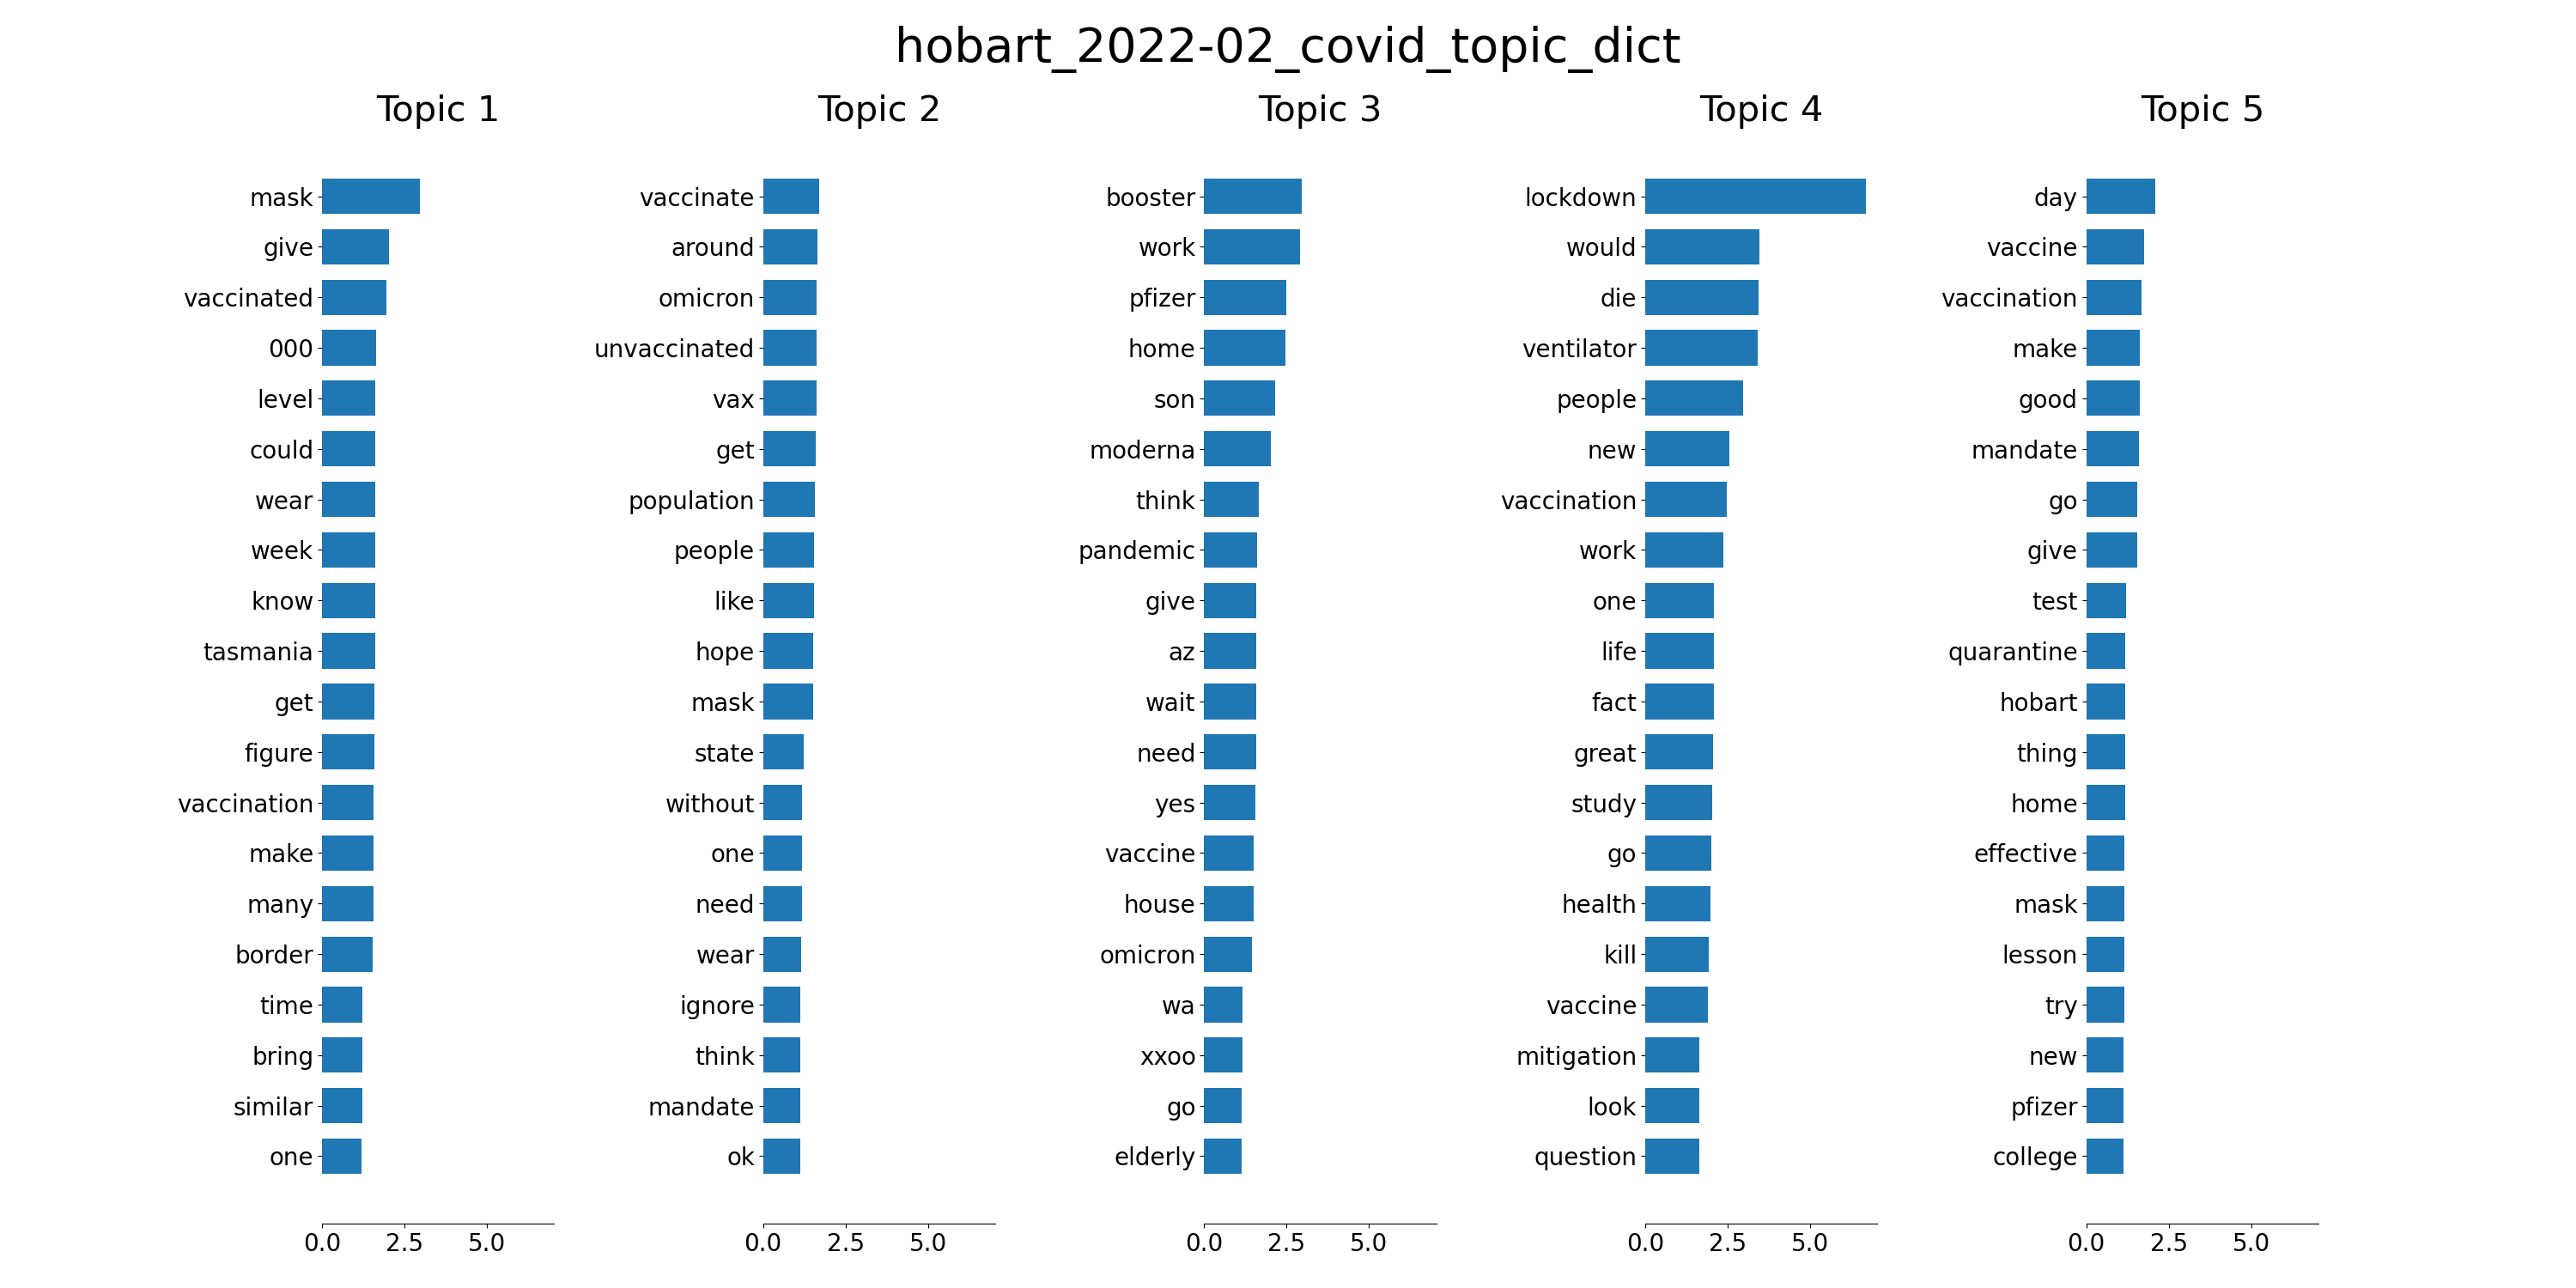 hobart_2022-02_covid_topic_dict
Topic 1
mask
give
vaccinated
000
level
could
wear
week
know
tasmania
get
figure
vaccination
make
many
border
time
bring
similar
one
0.0 2.5 5.0
Topic 2
vaccinate
around
omicron
unvaccinated
vax
get
population
people
like
hope
mask
state
without
one
need
wear
ignore
think
mandate
ok
0.0 2.5 5.0
Topic 3
booster
work
pfizer
home
son
moderna
think
pandemic
give
az
wait
need
yes
vaccine
house
omicron
wa
xxoo
go
elderly
0.0 2.5 5.0
Topic 4
lockdown
would
die
ventilator
people
new
vaccination
work
one
life
fact
great
study
go
health
kill
vaccine
mitigation
look
question
0.0 2.5 5.0
Topic 5
day
vaccine
vaccination
make
good
mandate
go
give
test
quarantine
hobart
thing
home
effective
mask
lesson
try
new
pfizer
college
0.0 2.5 5.0